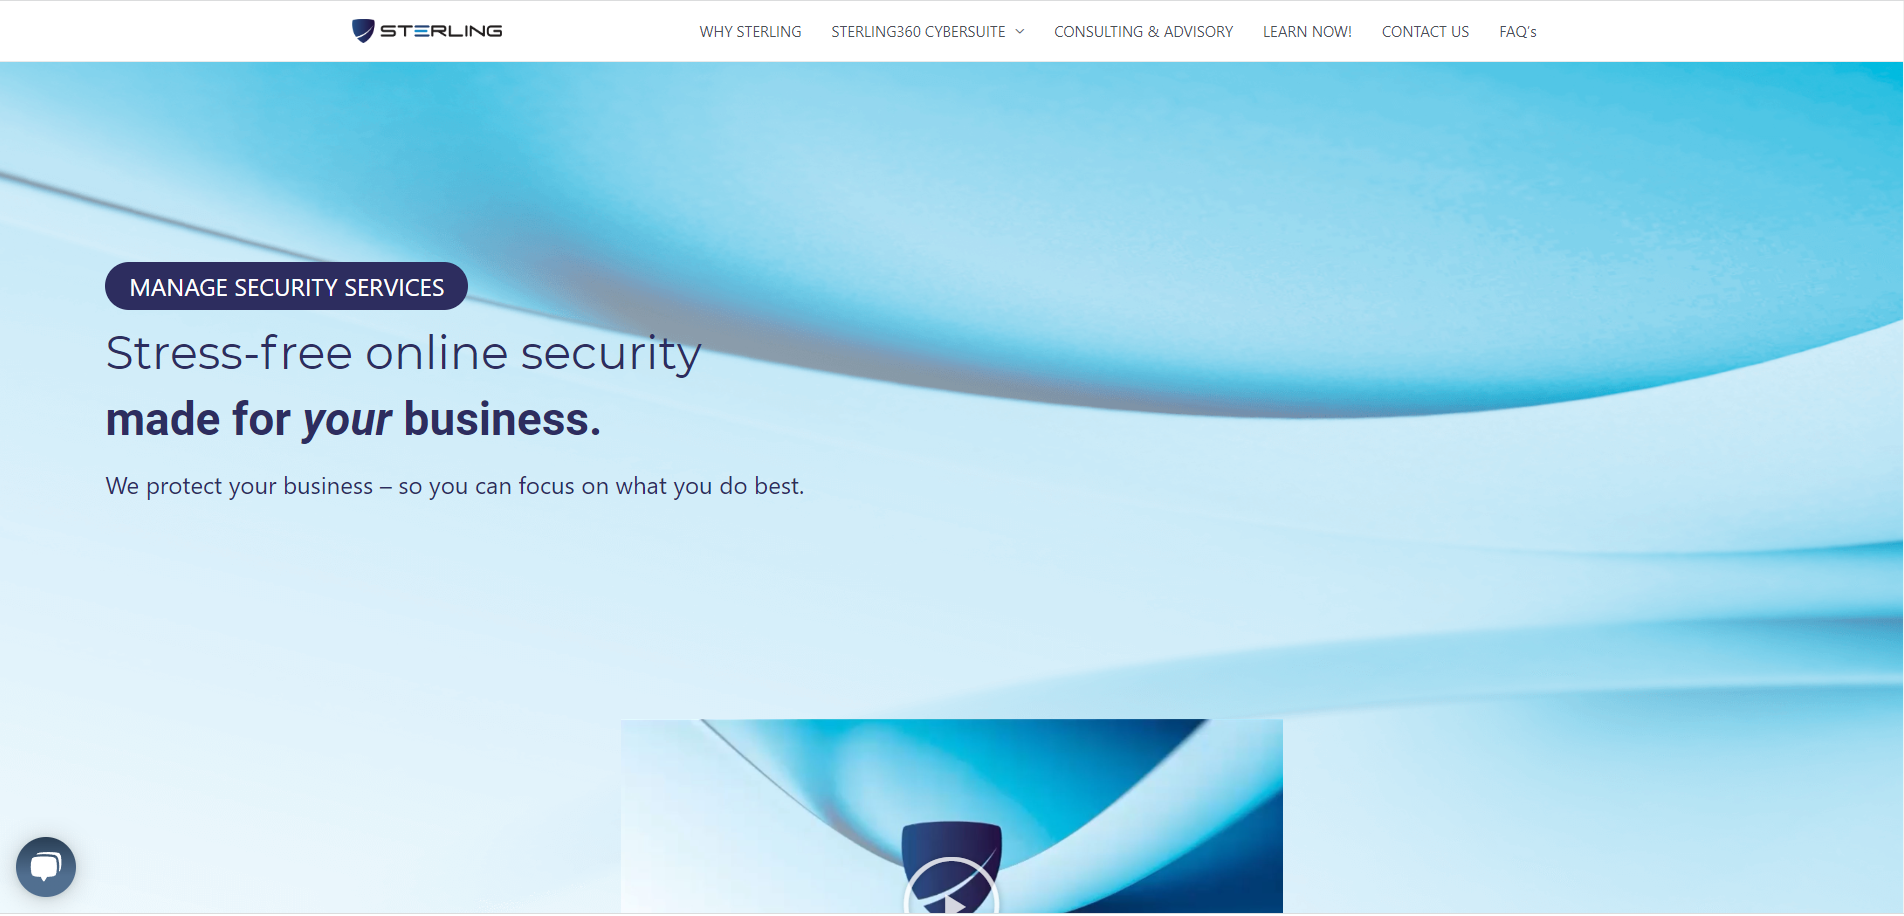 STERLING
WHY STERLING
STERLING360 CYBERSUITE
CONSULTING & ADVISORY
LEARN NOW!
CONTACT US
FAQ's
MANAGE SECURITY SERVICES
Stress-free online security
made for your business.
We protect your business – so you can focus on what you do best.